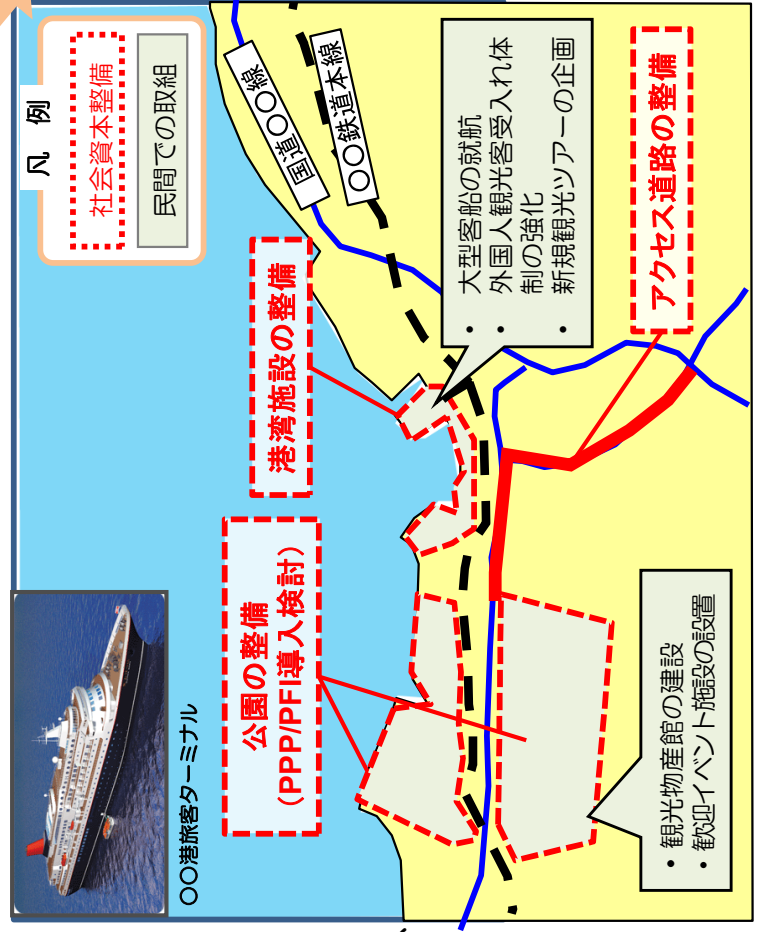 凡 例
社会資本整備
民間での取組
国道○○線
○○鉄道本線
○○港旅客ターミナル
港湾施設の整備
公園の整備
（PPP/PFI導入検討）
・ 大型客船の就航
・ 外国人観光客受入れ体
制の強化
・ 新規観光ツアーの企画
アクセス道路の整備
・ 観光物産館の建設
・ 歓迎イベント施設の設置